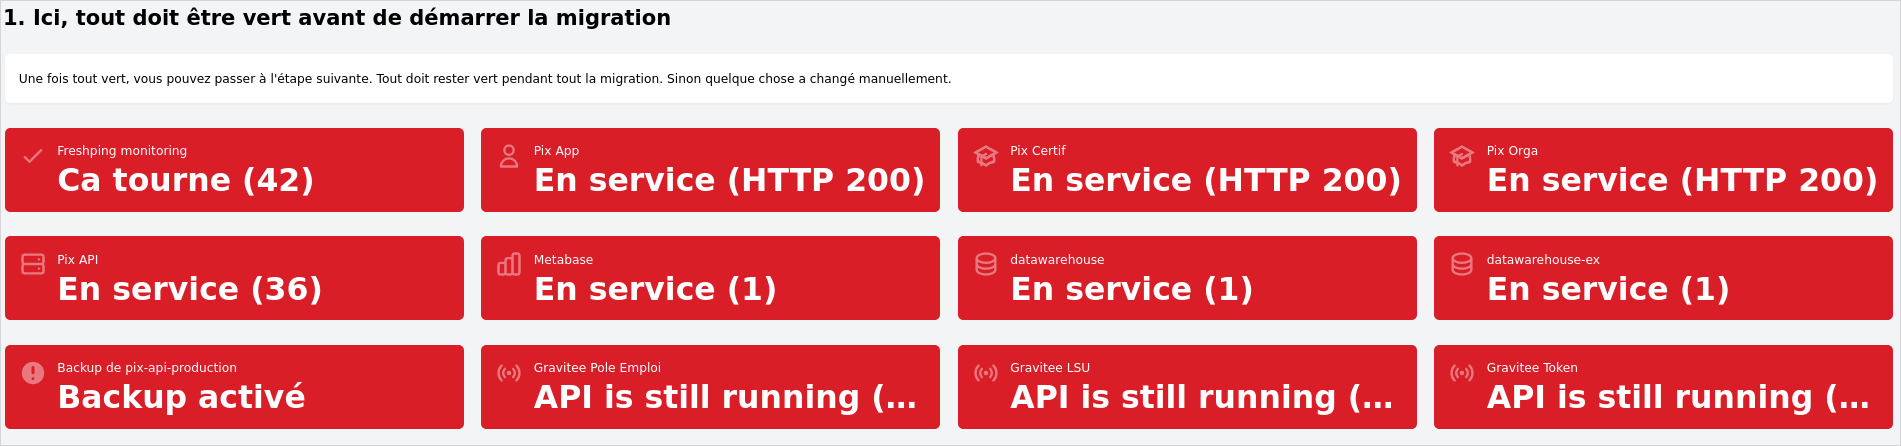 1. Ici, tout doit être vert avant de démarrer la migration
Une fois tout vert, vous pouvez passer à l'étape suivante. Tout doit rester vert pendant tout la migration. Sinon quelque chose a changé manuellement.
Freshping monitoring
Ca tourne (42)
Pix App
En service (HTTP 200)
Pix Certif
En service (HTTP 200)
Pix Orga
En service (HTTP 200)
Pix API
En service (36)
Metabase
En service (1)
datawarehouse
En service (1)
datawarehouse-ex
En service (1)
Backup de pix-api-production
Backup activé
Gravitee Pole Emploi
API is still running (...
Gravitee LSU
API is still running (...
Gravitee Token
API is still running (...